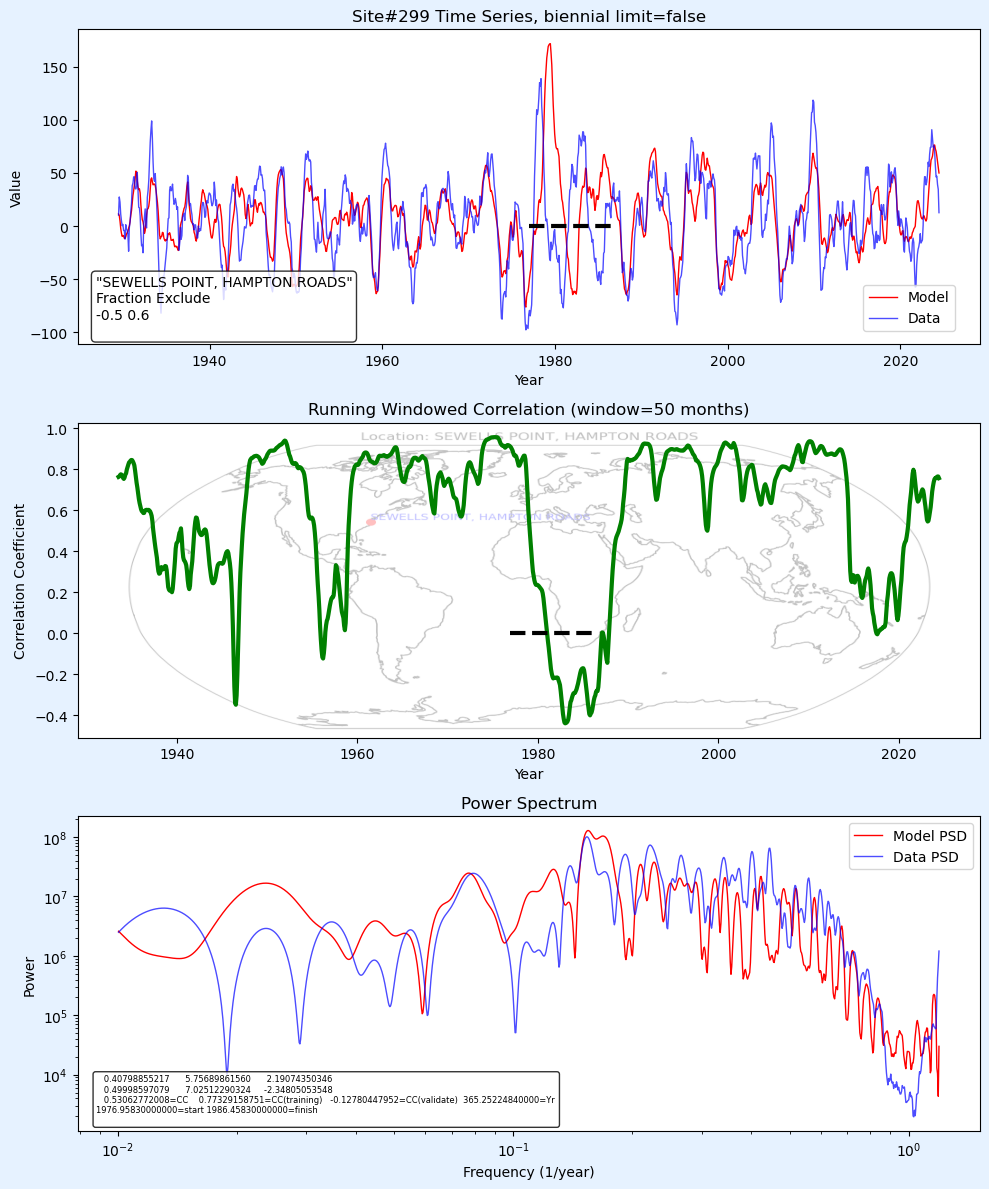 Site#299 Time Series, biennial limit=false
Value
150
100
50
0
−50
−100
"SEWELLS POINT, HAMPTON ROADS"
Fraction Exclude
-0.5 0.6
Model
Data
1940 1960 1980 2000 2020
Year
Running Windowed Correlation (window=50 months)
Correlation Coefficient
1.0
0.8
0.6
0.4
0.2
0.0
−0.2
−0.4
Location: SEWELLS POINT, HAMPTON ROADS
SEWELLS POINT, HAMPTON ROADS
1940 1960 1980 2000 2020
Year
Power Spectrum
Power
10^8
10^7
10^6
10^5
10^4
Model PSD
Data PSD
0.40798855217 5.75689861560 2.19074350346
0.49998597079 7.02512290324 -2.34805053548
0.53062772008=CC 0.77329158751=CC(training) -0.12780447952=CC(validate) 365.25224840000=Yr
1976.95830000000=start 1986.45830000000=finish
10^−2 10^−1 10^0
Frequency (1/year)